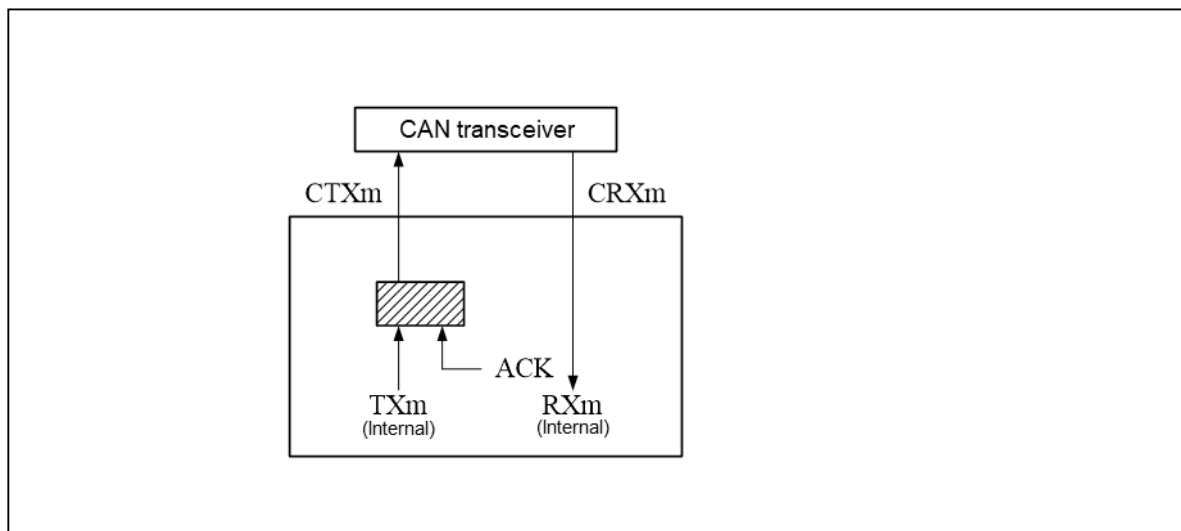 CAN transceiver
CTXm
CRXm
ACK
TXm
RXm
(Internal)
(Internal)